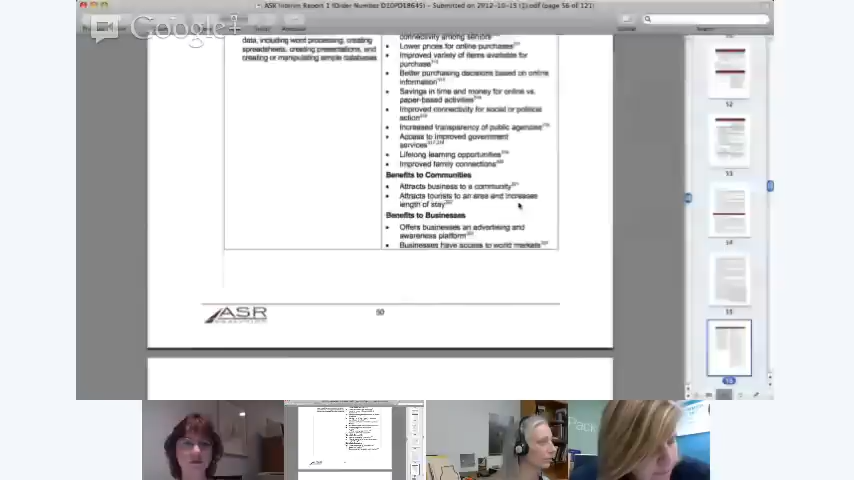 ASR Interim Report 1 (Order Number D10PD18645) – Submitted on 2012-10-15 (1).pdf (page 56 of 121)
Google+
data, including word processing, creating
spreadsheets, creating presentations, and
creating or manipulating simple databases
connectivity among seniors
• Lower prices for online purchases
• Improved variety of items available for
purchase
• Better purchasing decisions based on online
information
• Savings in time and money for online vs.
paper-based activities
• Improved connectivity for social or political
action
• Increased transparency of public agencies
• Access to improved government
services
• Lifelong learning opportunities
• Improved family connections
Benefits to Communities
• Attracts business to a community
• Attracts tourists to an area and increases
length of stay
Benefits to Businesses
• Offers businesses an advertising and
awareness platform
• Businesses have access to world markets
ASR
50
52
53
54
55
Pack